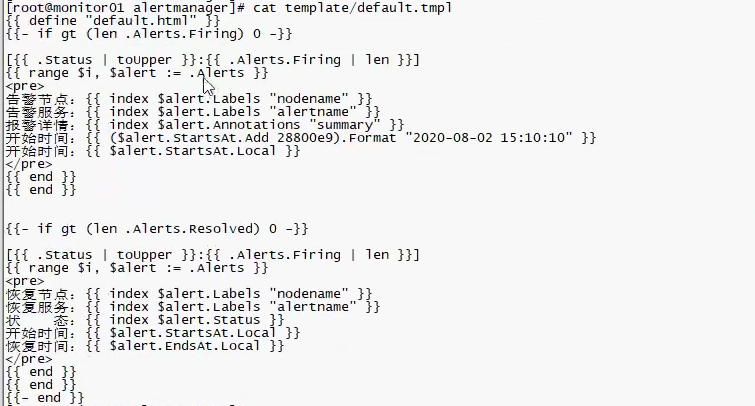 [root@monitor01 alertmanager]# cat template/default.tmpl
{{ define "default.html" }}
{{- if gt (len .Alerts.Firing) 0 -}}
[{{ .Status | toUpper }}:{{ .Alerts.Firing | len }}]
{{ range $i, $alert := .Alerts }}
<pre>
告警节点：{{ index $alert.Labels "nodename" }}
告警服务：{{ index $alert.Labels "alertname" }}
报警详情：{{ index $alert.Annotations "summary" }}
开始时间：{{ ($alert.StartsAt.Add 28800e9).Format "2020-08-02 15:10:10" }}
开始时间：{{ $alert.StartsAt.Local }}
</pre>
{{ end }}
{{ end }}
{{- if gt (len .Alerts.Resolved) 0 -}}
[{{ .Status | toUpper }}:{{ .Alerts.Firing | len }}]
{{ range $i, $alert := .Alerts }}
<pre>
恢复节点：{{ index $alert.Labels "nodename" }}
恢复服务：{{ index $alert.Labels "alertname" }}
状    态：{{ index $alert.Status }}
开始时间：{{ $alert.StartsAt.Local }}
恢复时间：{{ $alert.EndsAt.Local }}
</pre>
{{ end }}
{{ end }}
{{- end }}